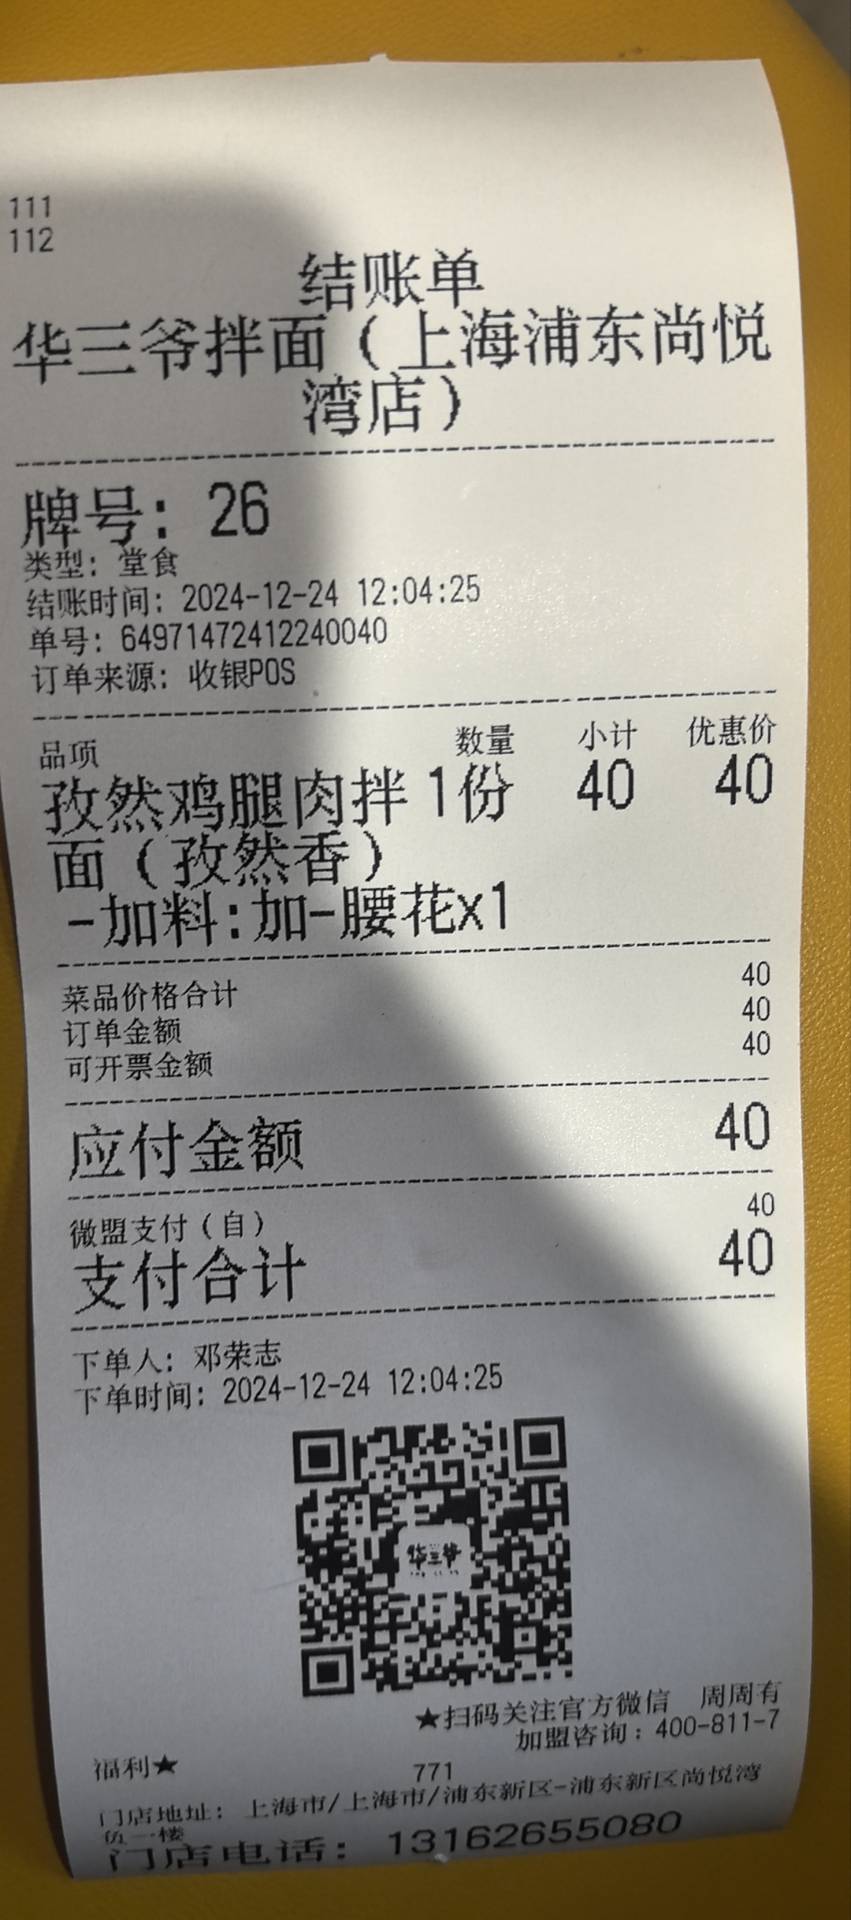 111
112
结账单
华三爷拌面（上海浦东尚悦
湾店）
牌号：26
类型：堂食
结账时间：2024-12-24 12:04:25
单号：64971472412240040
订单来源：收银POS
品项 数量 小计 优惠价
孜然鸡腿肉拌 1份 40 40
面（孜然香）
-加料:加-腰花x1
菜品价格合计 40
订单金额 40
可开票金额 40
应付金额 40
微盟支付（自） 40
支付合计 40
下单人：邓荣志
下单时间：2024-12-24 12:04:25
华三爷
★扫码关注官方微信 周周有
福利★
加盟咨询：400-811-7
771
门店地址：上海市/上海市/浦东新区-浦东新区尚悦湾
负一楼
门店电话：13162655080